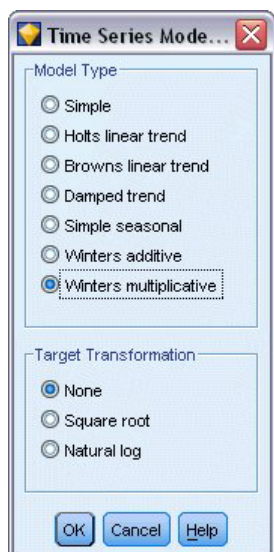 Time Series Mode...
Model Type
Simple
Holts linear trend
Browns linear trend
Damped trend
Simple seasonal
Winters additive
Winters multiplicative
Target Transformation
None
Square root
Natural log
OK Cancel Help